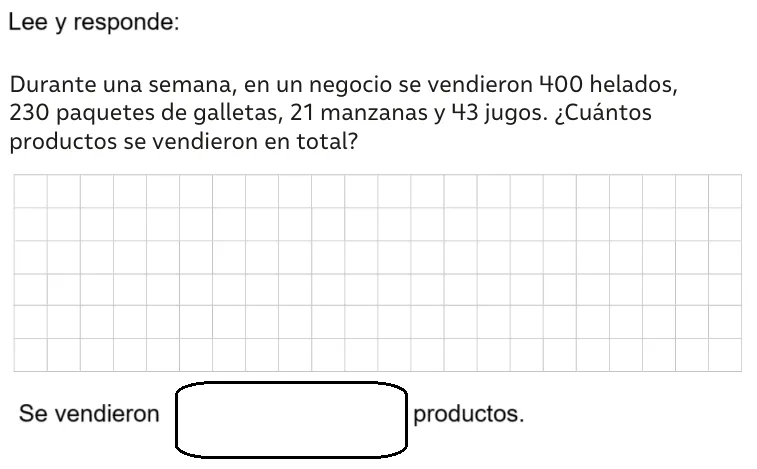 Lee y responde:
Durante una semana, en un negocio se vendieron 400 helados,
230 paquetes de galletas, 21 manzanas y 43 jugos. ¿Cuántos
productos se vendieron en total?
Se vendieron productos.